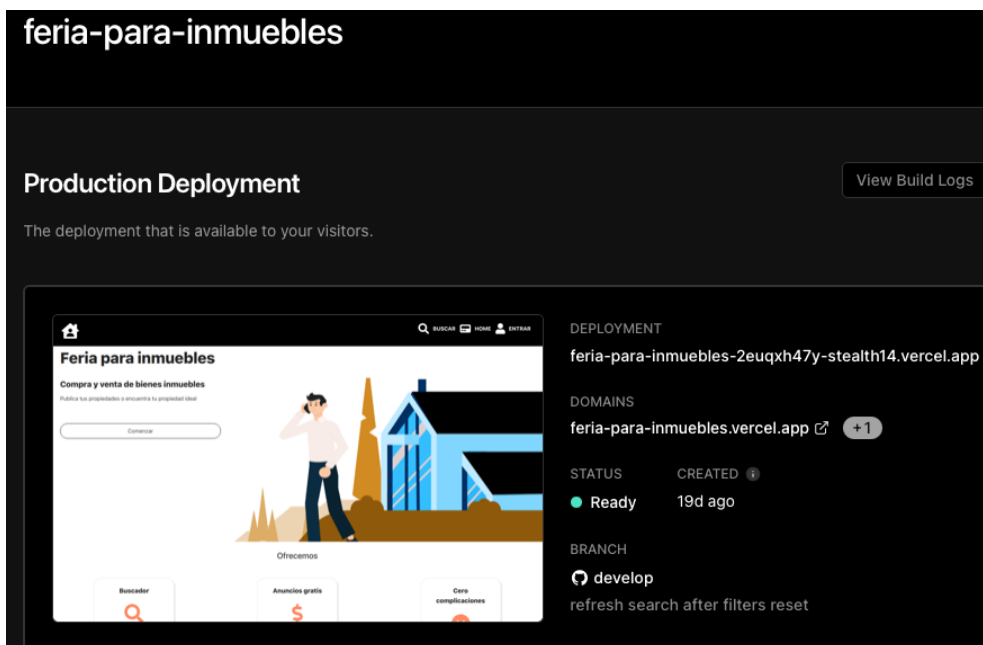 feria-para-inmuebles
Production Deployment
View Build Logs
The deployment that is available to your visitors.
BUSCAR HOME ENTRAR
Feria para inmuebles
Compra y venta de bienes inmuebles
Publica tus propiedades o encuentra tu propiedad ideal
Comenzar
Ofrecemos
Buscador
Anuncios gratis
$
Cero
complicaciones
DEPLOYMENT
feria-para-inmuebles-2euqxh47y-stealth14.vercel.app
DOMAINS
feria-para-inmuebles.vercel.app +1
STATUS CREATED
Ready 19d ago
BRANCH
develop
refresh search after filters reset